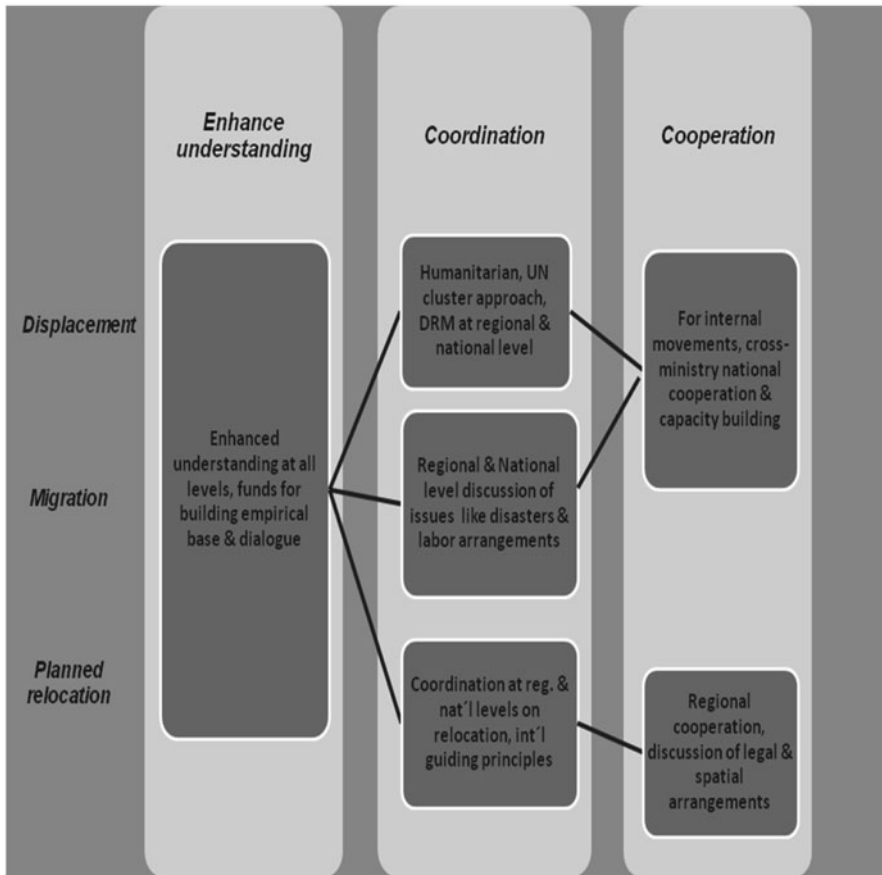 Enhance
understanding
Coordination
Cooperation
Displacement
Migration
Planned
relocation
Enhanced
understanding at all
levels, funds for
building empirical
base & dialogue
Humanitarian, UN
cluster approach,
DRM at regional &
national level
Regional & National
level discussion of
issues like disasters &
labor arrangements
Coordination at reg. &
nat´l levels on
relocation, int´l
guiding principles
For internal
movements, cross-
ministry national
cooperation &
capacity building
Regional
cooperation,
discussion of legal &
spatial
arrangements